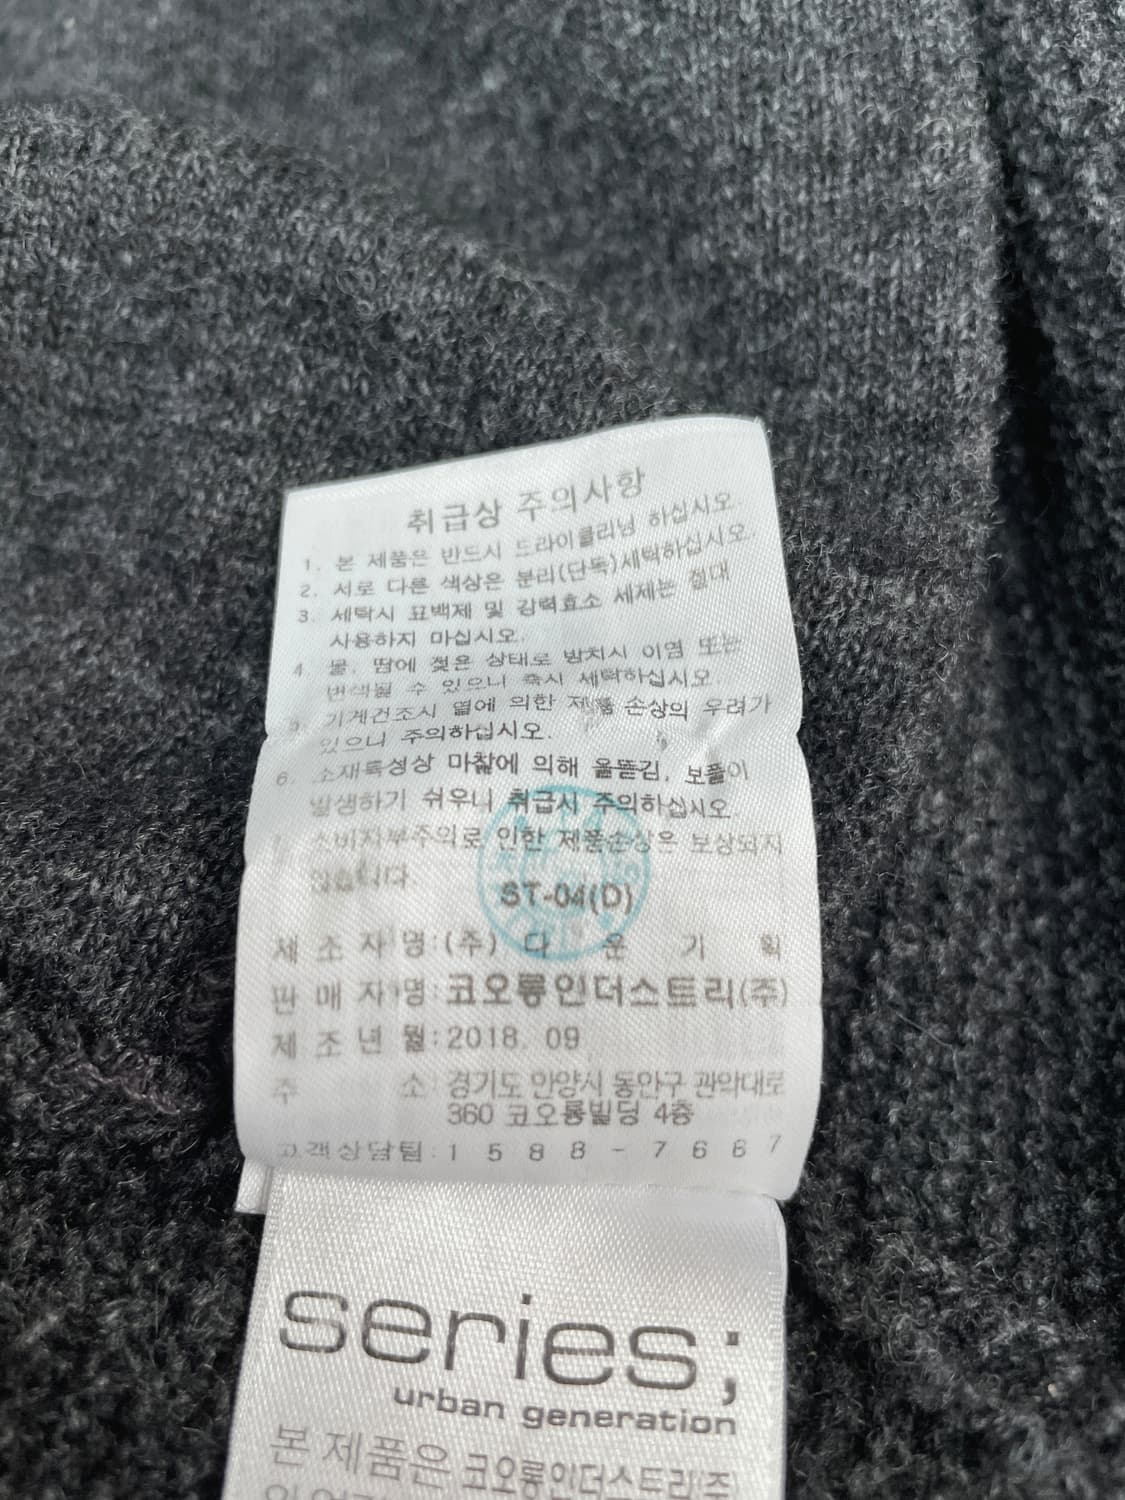 취급상 주의사항
1. 본 제품은 반드시 드라이클리닝 하십시오.
2. 서로 다른 색상은 분리(단독)세탁하십시오.
3. 세탁시 표백제 및 강력효소 세제는 절대
사용하지 마십시오.
4. 물, 땀에 젖은 상태로 방치시 이염 또는
변색될 수 있으니 즉시 세탁하십시오.
5. 기계건조시 열에 의한 제품 손상의 우려가
있으니 주의하십시오.
6. 소재특성상 마찰에 의해 올뜯김, 보풀이
발생하기 쉬우니 취급시 주의하십시오.
소비자부주의로 인한 제품손상은 보상되지
않습니다.
ST-04(D)
제 조 자 명:(주) 다 운 기 획
판 매 자 명:코오롱인더스트리(주)
제 조 년 월:2018. 09
주 소 경기도 안양시 동안구 관악대로
360 코오롱빌딩 4층
고객상담팀:1 5 8 8 - 7 6 6 7
series;
urban generation
본 제품은 코오롱인더스트리(주